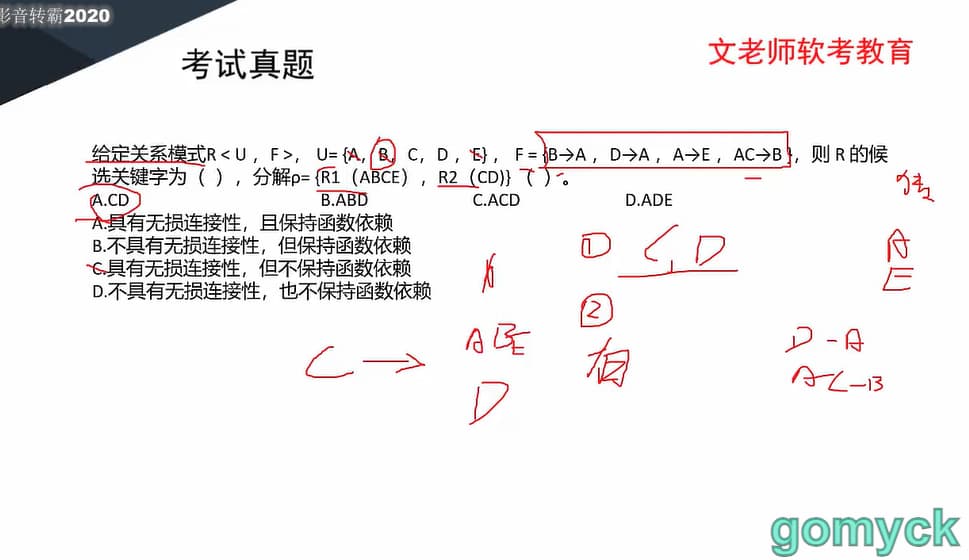 影音转霸2020
考试真题
文老师软考教育
给定关系模式R < U ，F >， U= {A，B，C，D ，E} ，F = {B→A ，D→A ，A→E ，AC→B }，则 R 的候
选关键字为（ ），分解ρ= {R1（ABCE），R2（CD)} （ ）。
A.CD B.ABD C.ACD D.ADE
A.具有无损连接性，且保持函数依赖
B.不具有无损连接性，但保持函数依赖
C.具有无损连接性，但不保持函数依赖
D.不具有无损连接性，也不保持函数依赖
① C, D
A
E
②
C → ABE
D
D - A
AC - B
gomyck